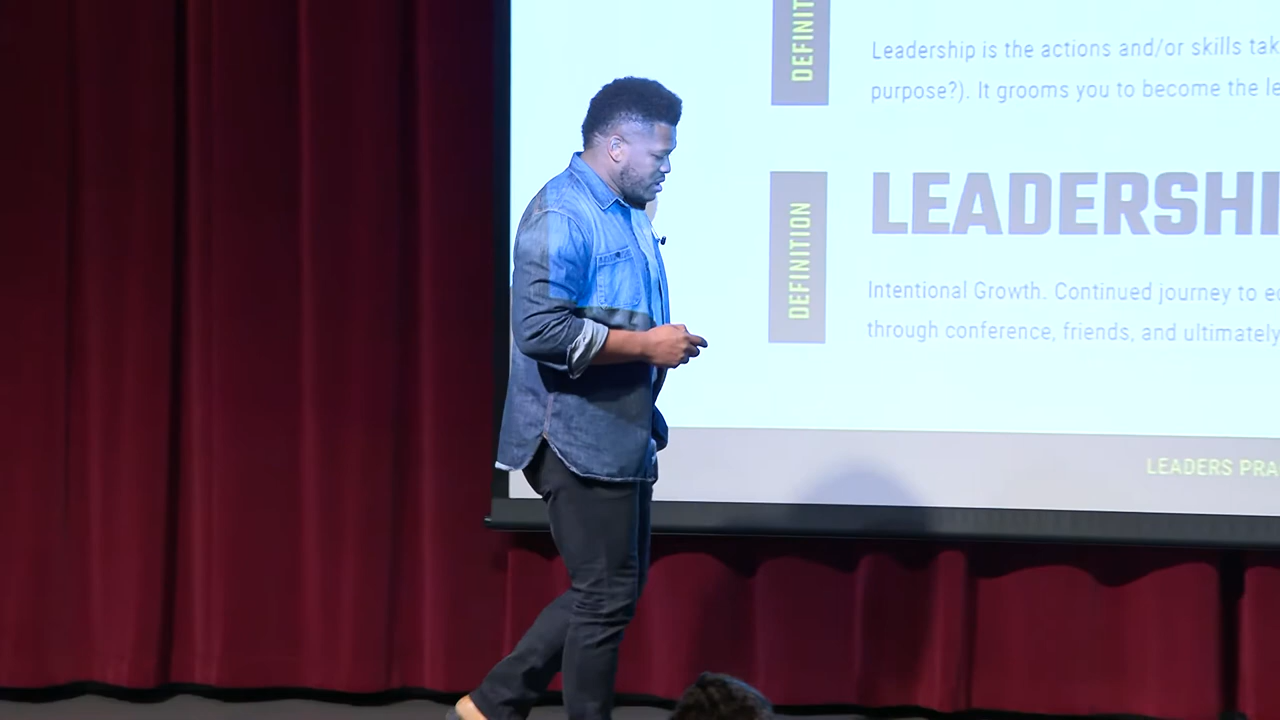 DEFINIT
Leadership is the actions and/or skills tak
purpose?). It grooms you to become the le
DEFINITION
LEADERSHI
Intentional Growth. Continued journey to e
through conference, friends, and ultimately
LEADERS PRA